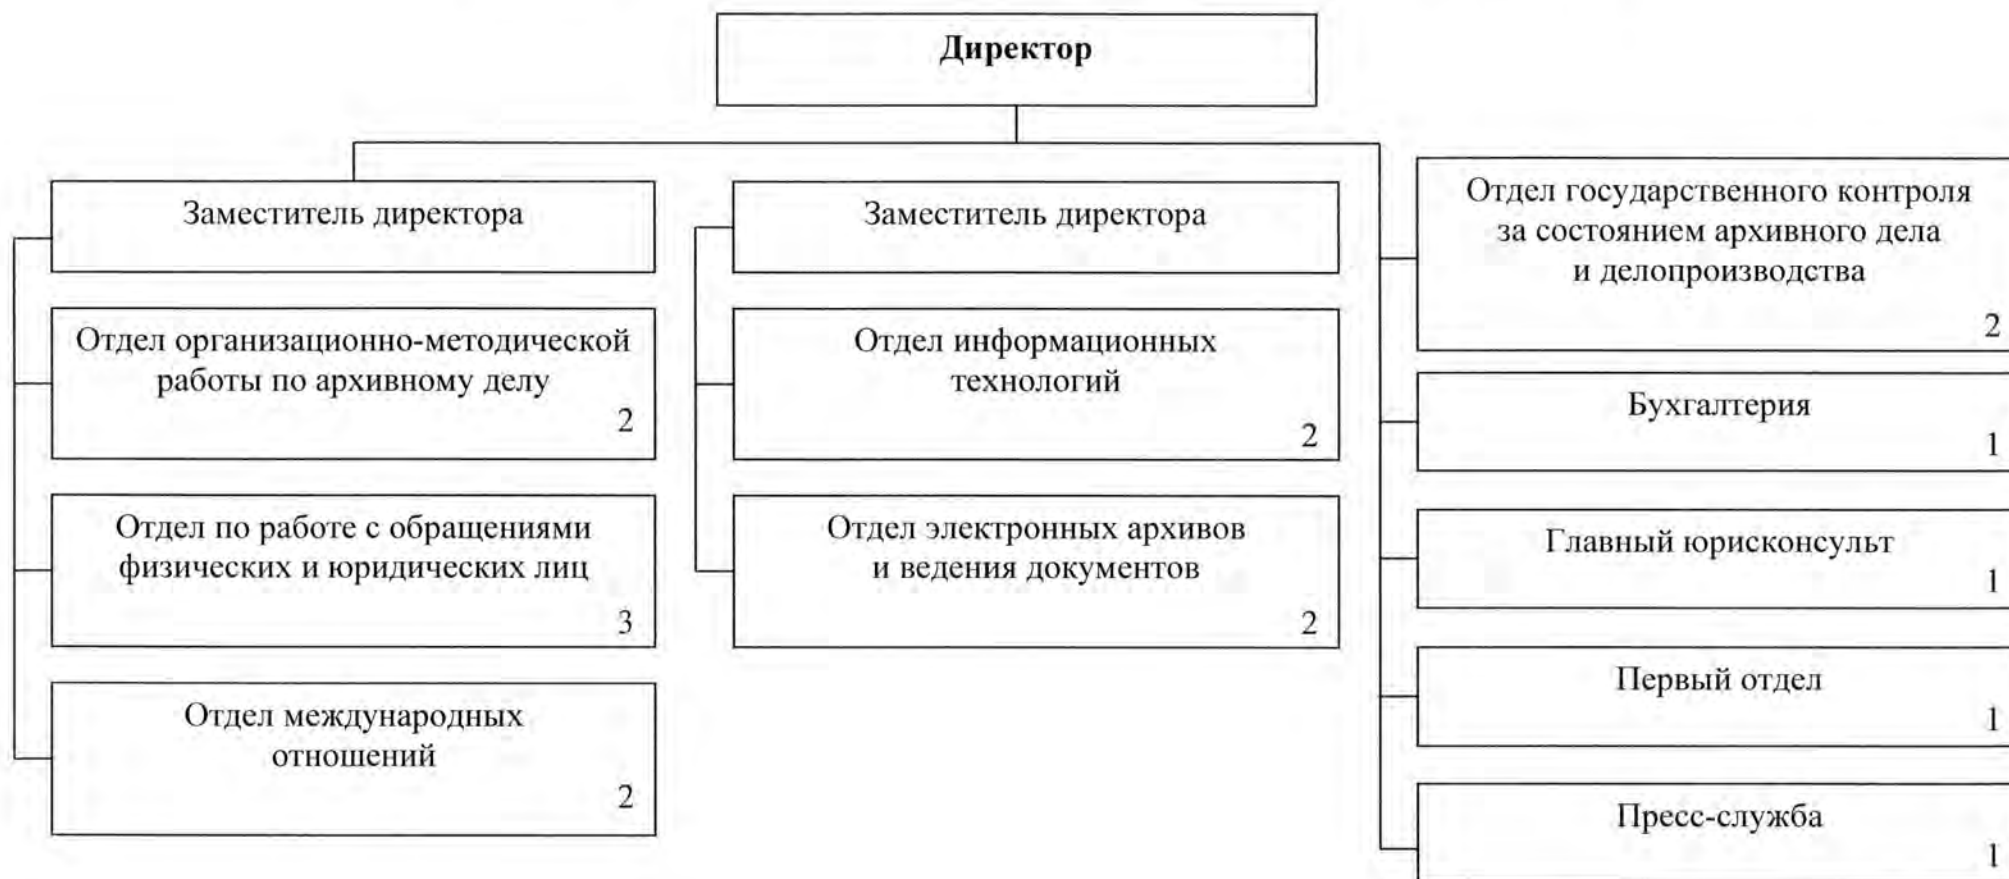 Директор
Заместитель директора
Отдел организационно-методической
работы по архивному делу
2
Отдел по работе с обращениями
физических и юридических лиц
3
Отдел международных
отношений
2
Заместитель директора
Отдел информационных
технологий
2
Отдел электронных архивов
и ведения документов
2
Отдел государственного контроля
за состоянием архивного дела
и делопроизводства
2
Бухгалтерия
1
Главный юрисконсульт
1
Первый отдел
1
Пресс-служба
1